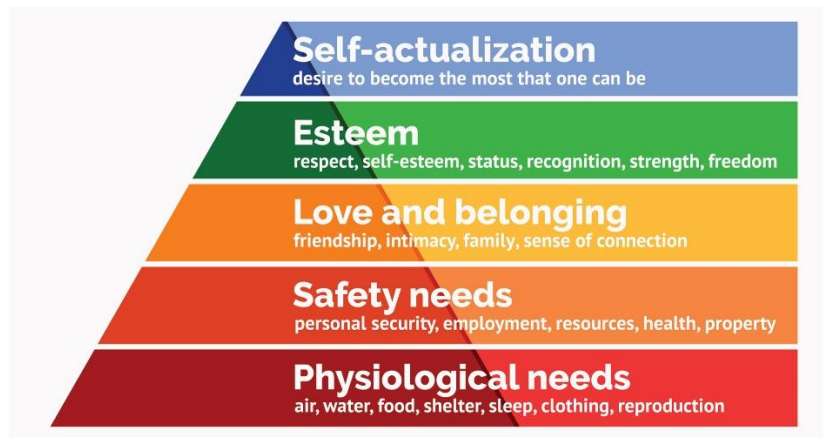 Self-actualization
desire to become the most that one can be
Esteem
respect, self-esteem, status, recognition, strength, freedom
Love and belonging
friendship, intimacy, family, sense of connection
Safety needs
personal security, employment, resources, health, property
Physiological needs
air, water, food, shelter, sleep, clothing, reproduction